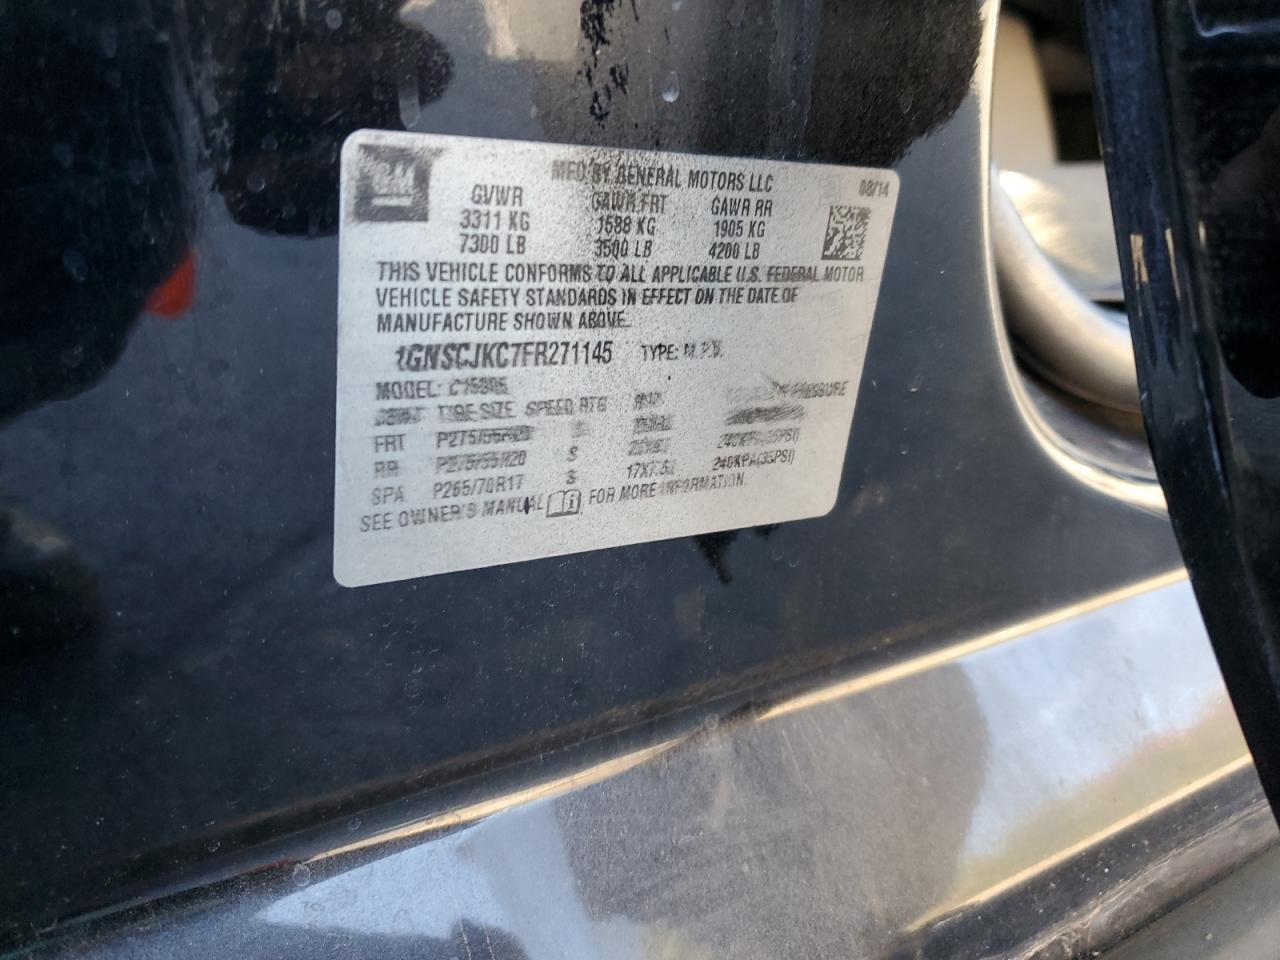 GM
MFD BY GENERAL MOTORS LLC 08/14
GVWR GAWR FRT GAWR RR
3311 KG 1588 KG 1905 KG
7300 LB 3500 LB 4200 LB
THIS VEHICLE CONFORMS TO ALL APPLICABLE U.S. FEDERAL MOTOR
VEHICLE SAFETY STANDARDS IN EFFECT ON THE DATE OF
MANUFACTURE SHOWN ABOVE.
1GNSCJKC7FR271145 TYPE: M.P.V.
MODEL:
TIRE SIZE SPEED RTG PRESSURE
FRT P275/55R20 240KPA(35PSI)
RR P275/55R20 S 240KPA(35PSI)
SPA P265/70R17 S
SEE OWNER'S MANUAL FOR MORE INFORMATION.